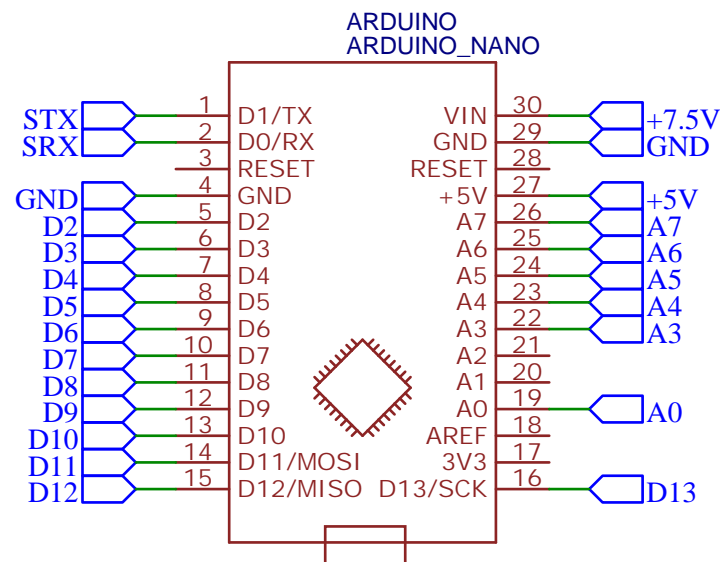 ARDUINO
ARDUINO_NANO
STX 1 D1/TX VIN 30 +7.5V
SRX 2 D0/RX GND 29 GND
3 RESET RESET 28
GND 4 GND +5V 27 +5V
D2 5 D2 A7 26 A7
D3 6 D3 A6 25 A6
D4 7 D4 A5 24 A5
D5 8 D5 A4 23 A4
D6 9 D6 A3 22 A3
D7 10 D7 A2 21
D8 11 D8 A1 20
D9 12 D9 A0 19 A0
D10 13 D10 AREF 18
D11 14 D11/MOSI 3V3 17
D12 15 D12/MISO D13/SCK 16 D13